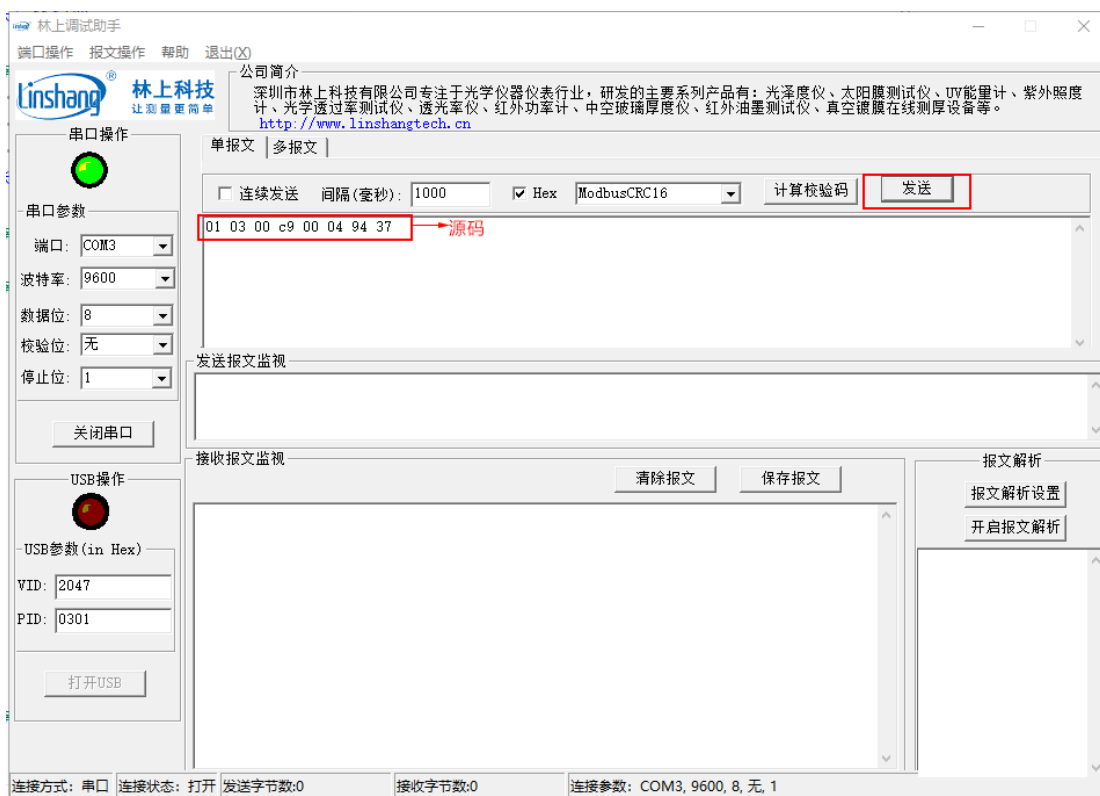 林上调试助手
端口操作 报文操作 帮助 退出(X)
Linshang® 林上科技
让测量更简单
公司简介
深圳市林上科技有限公司专注于光学仪器仪表行业，研发的主要系列产品有：光泽度仪、太阳膜测试仪、UV能量计、紫外照度
计、光学透过率测试仪、透光率仪、红外功率计、中空玻璃厚度仪、红外油墨测试仪、真空镀膜在线测厚设备等。
http://www.linshangtech.cn
串口操作
串口参数
端口: COM3
波特率: 9600
数据位: 8
校验位: 无
停止位: 1
关闭串口
USB操作
USB参数(in Hex)
VID: 2047
PID: 0301
打开USB
单报文 多报文
连续发送 间隔(毫秒): 1000 Hex ModbusCRC16 计算校验码 发送
01 03 00 c9 00 04 94 37 源码
发送报文监视
接收报文监视
清除报文 保存报文
报文解析
报文解析设置
开启报文解析
连接方式: 串口 连接状态: 打开 发送字节数:0 接收字节数:0 连接参数: COM3, 9600, 8, 无, 1